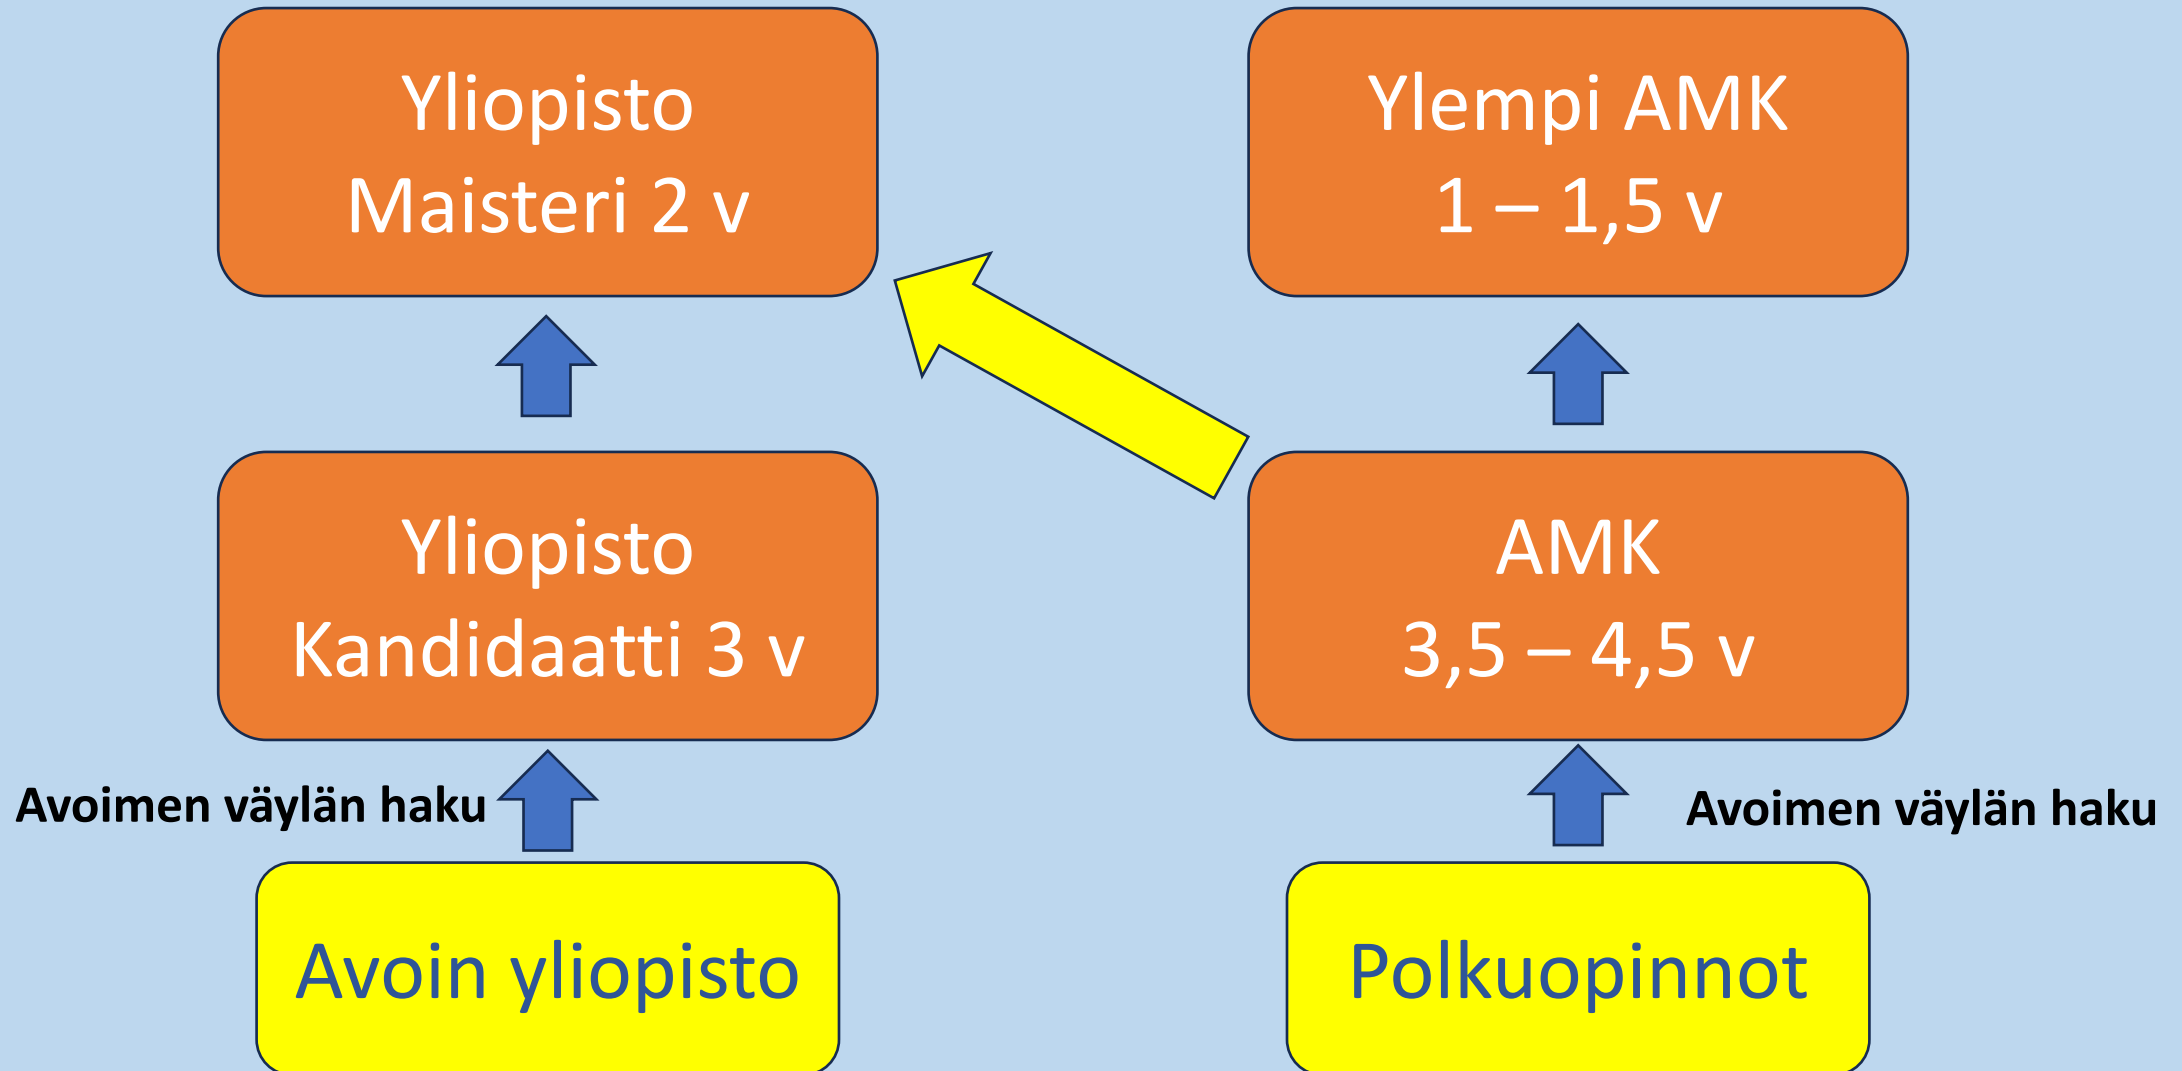 Yliopisto
Maisteri 2 v
Ylempi AMK
1 – 1,5 v
Yliopisto
Kandidaatti 3 v
AMK
3,5 – 4,5 v
Avoimen väylän haku
Avoimen väylän haku
Avoin yliopisto
Polkuopinnot